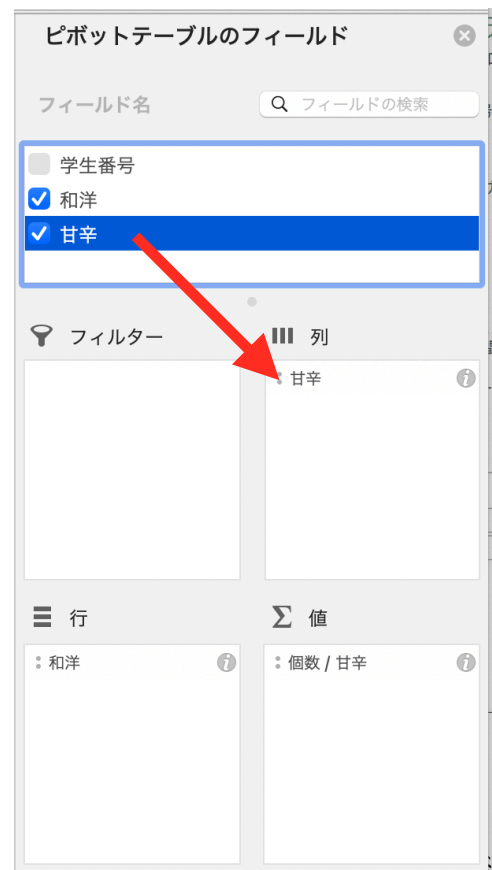 ピボットテーブルのフィールド
フィールド名
フィールドの検索
学生番号
和洋
甘辛
フィルター
列
甘辛
行
Σ 値
和洋
個数 / 甘辛